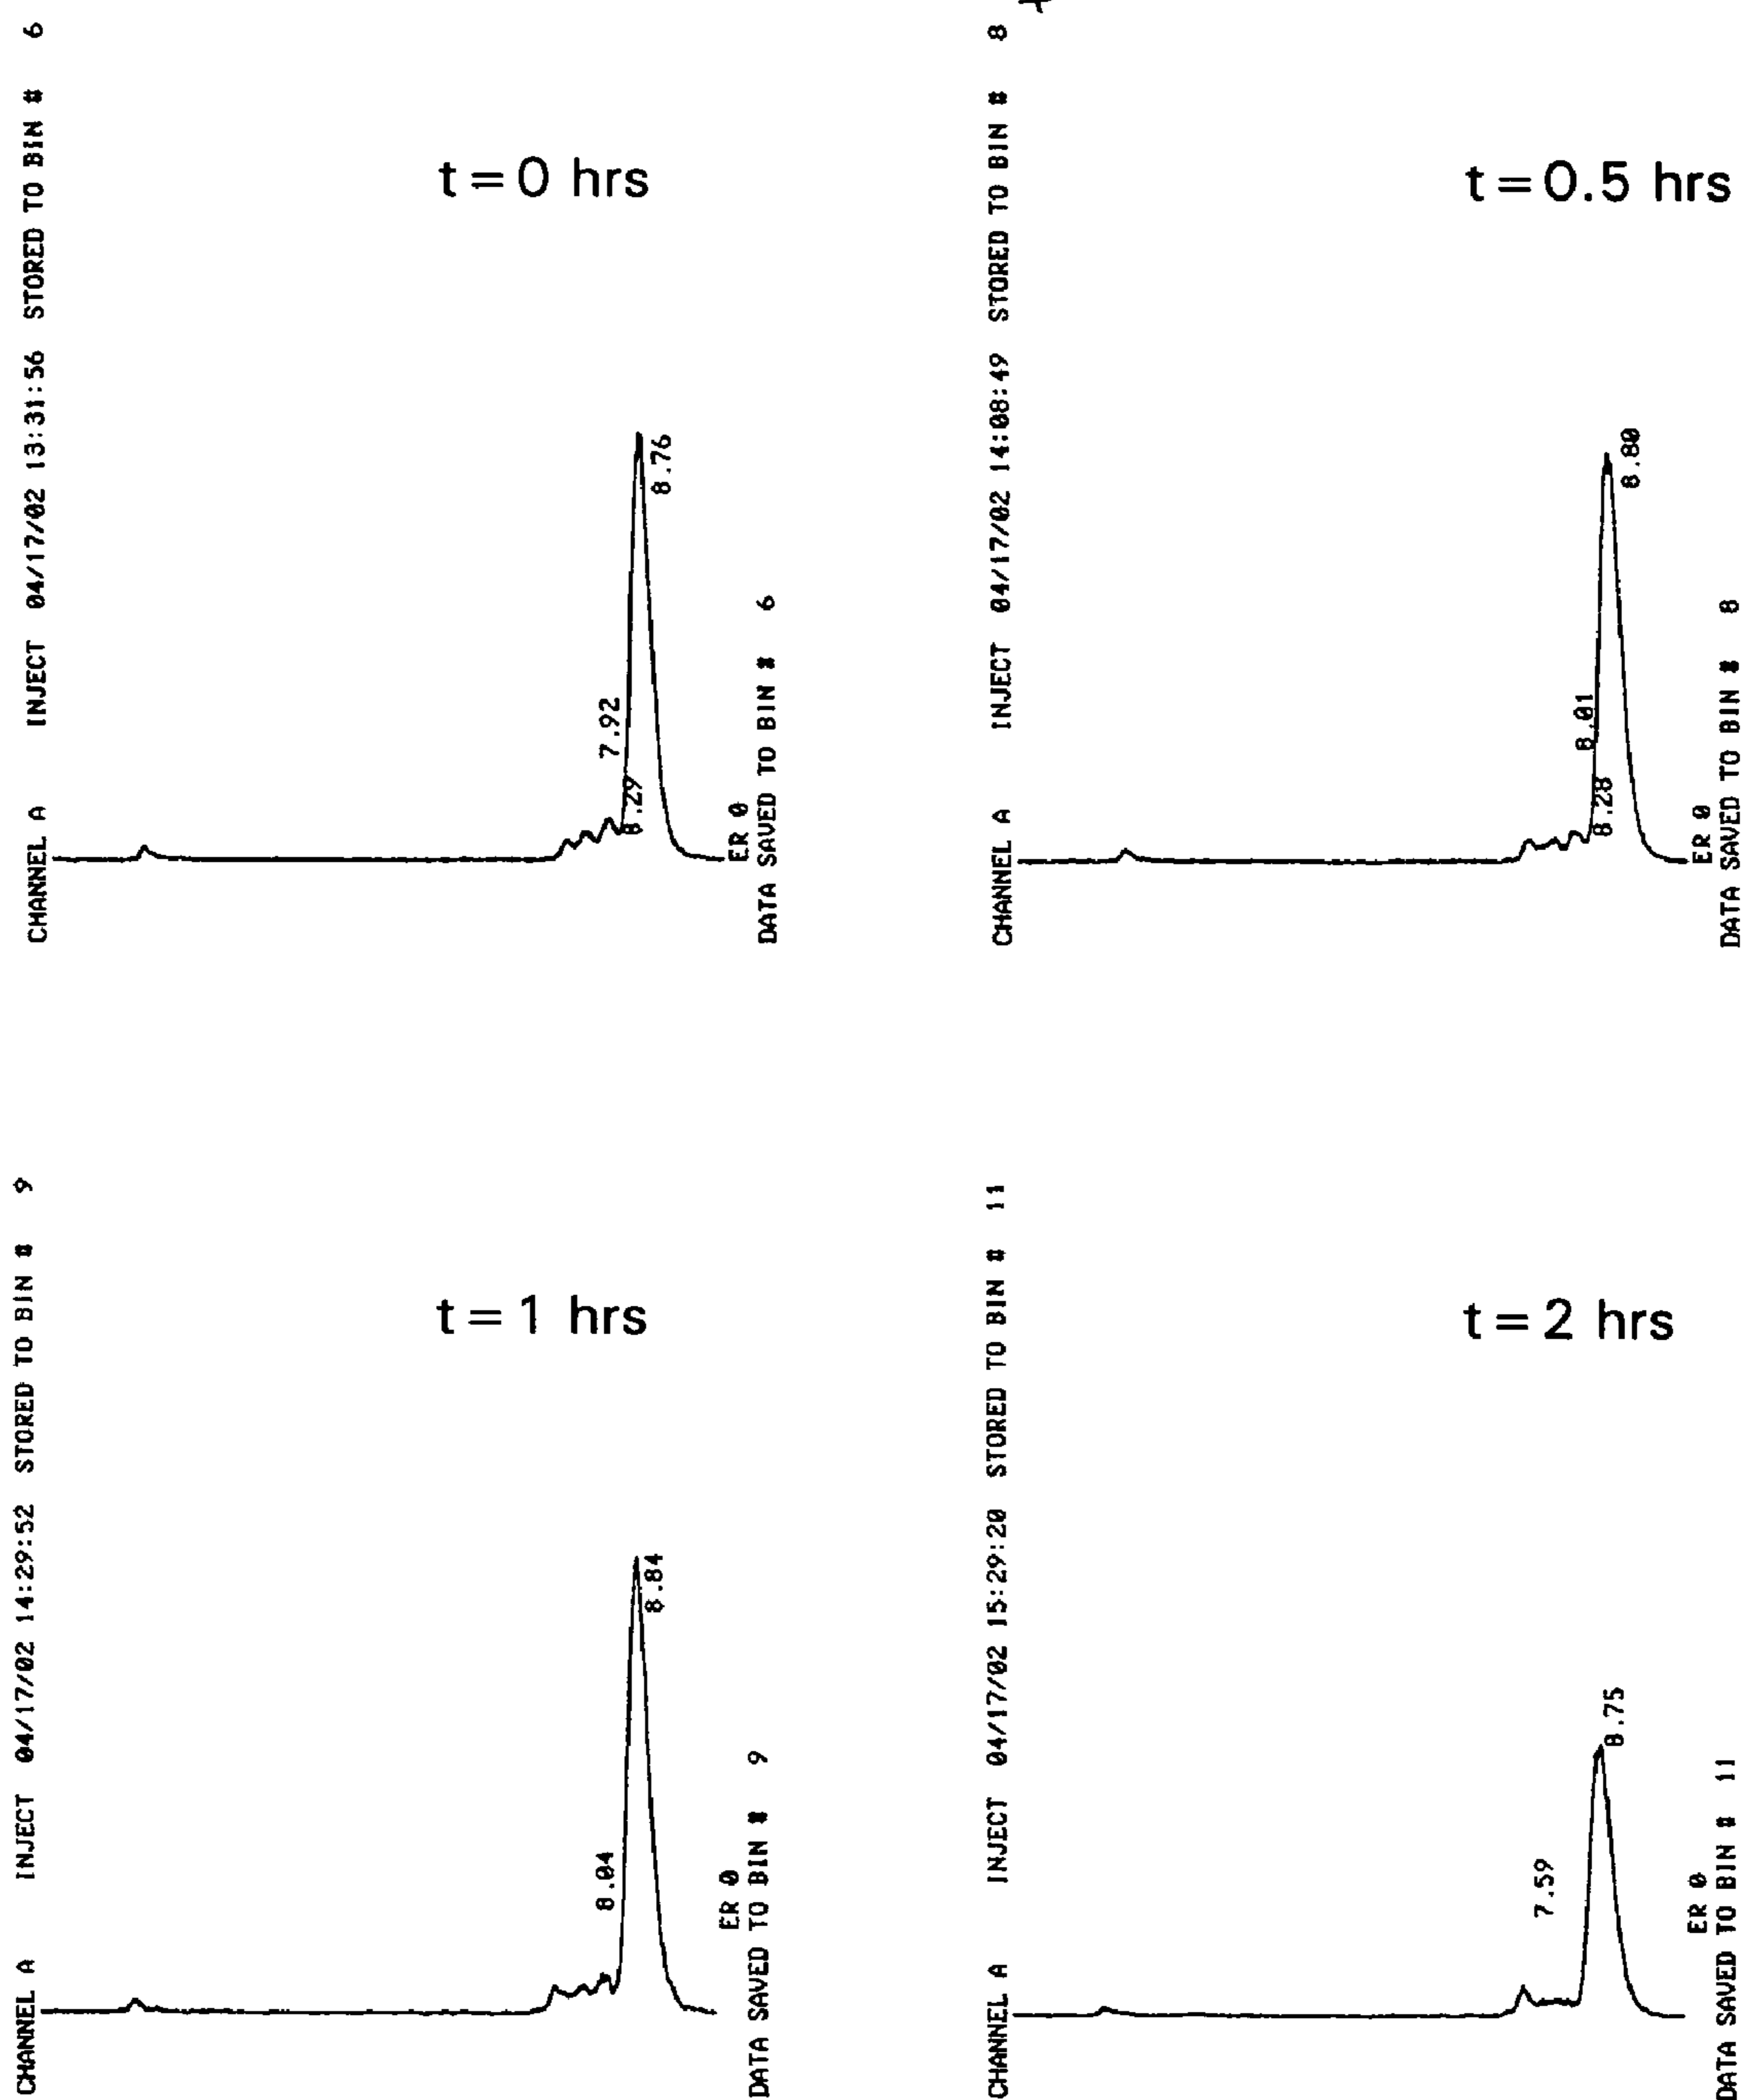 CHANNEL A INJECT 04/17/02 13:31:56 STORED TO BIN # 6
t = 0 hrs
8.76
7.92
8.29
ER 0
DATA SAVED TO BIN # 6
CHANNEL A INJECT 04/17/02 14:08:49 STORED TO BIN # 8
t = 0.5 hrs
8.80
8.01
8.28
ER 0
DATA SAVED TO BIN # 8
CHANNEL A INJECT 04/17/02 14:29:52 STORED TO BIN # 9
t = 1 hrs
8.84
8.04
ER 0
DATA SAVED TO BIN # 9
CHANNEL A INJECT 04/17/02 15:29:20 STORED TO BIN # 11
t = 2 hrs
8.75
7.59
ER 0
DATA SAVED TO BIN # 11